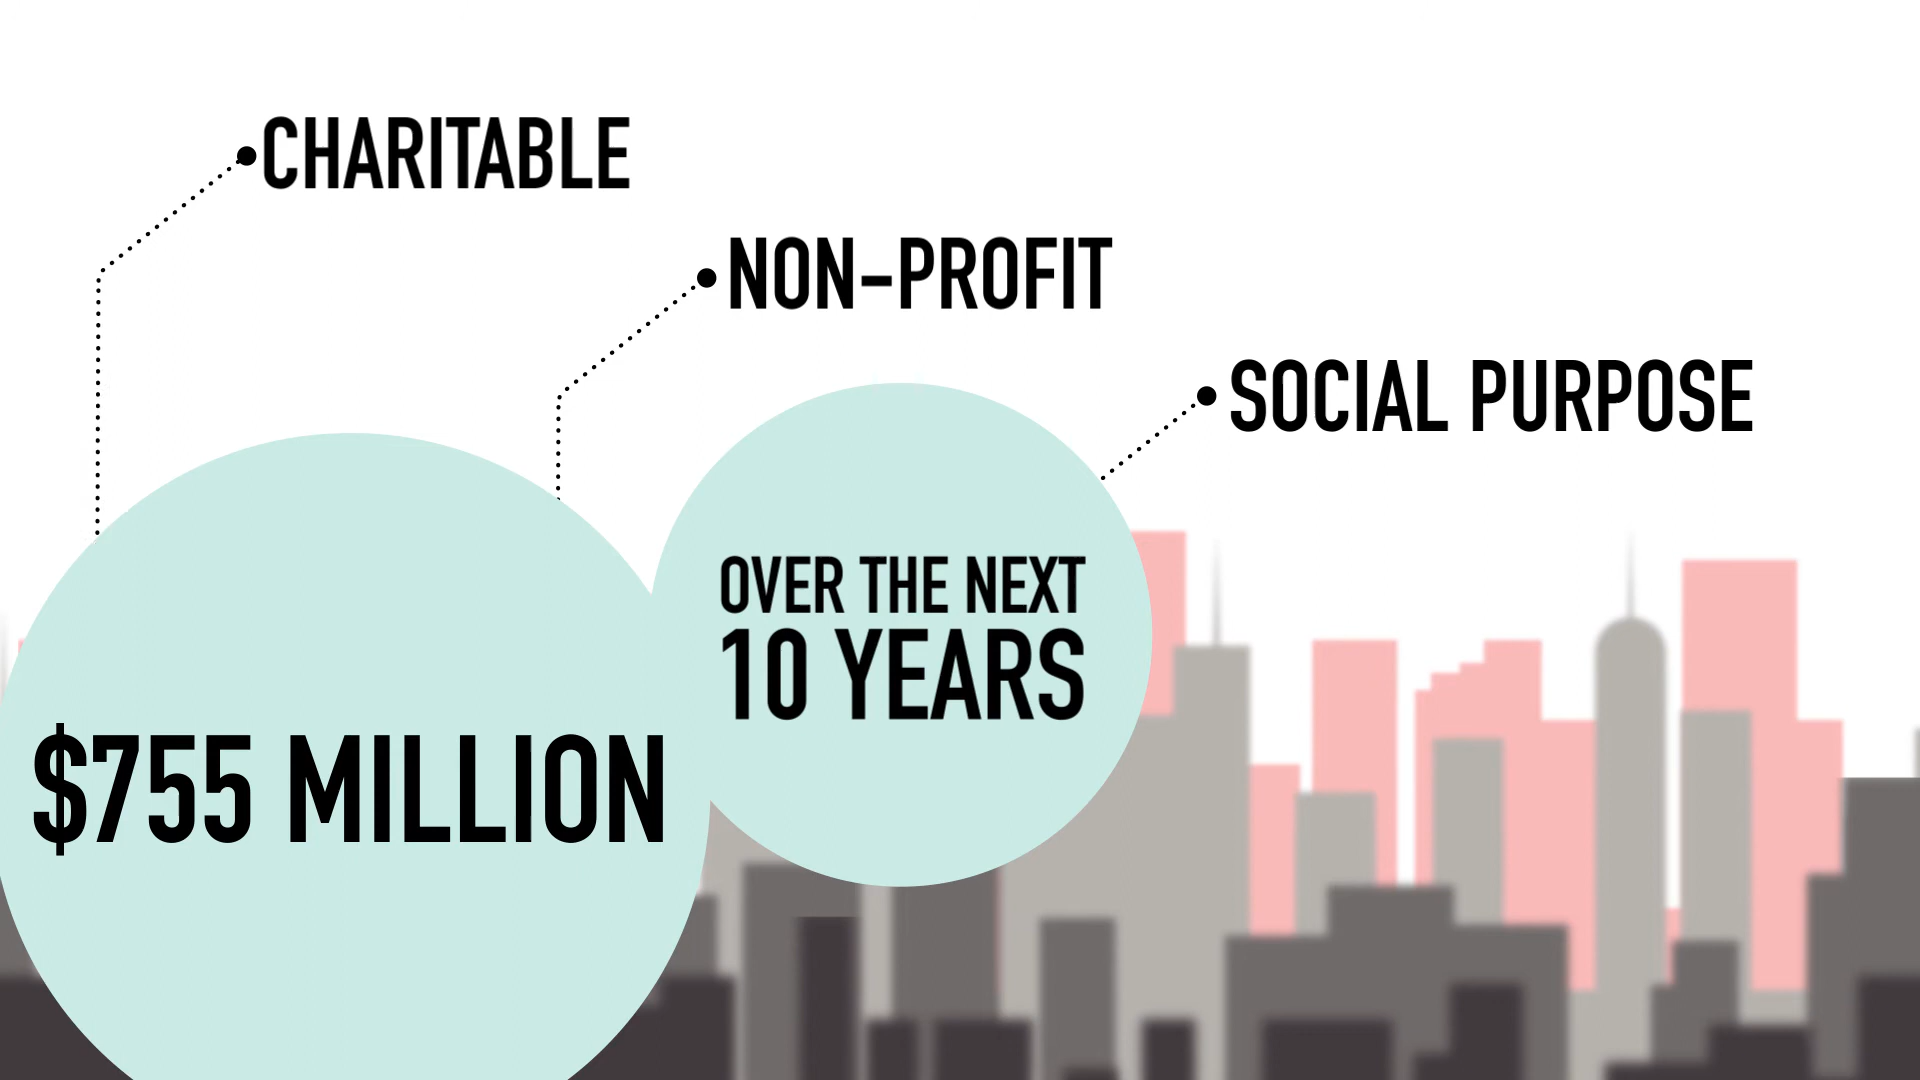 CHARITABLE
NON-PROFIT
SOCIAL PURPOSE
OVER THE NEXT
10 YEARS
$755 MILLION